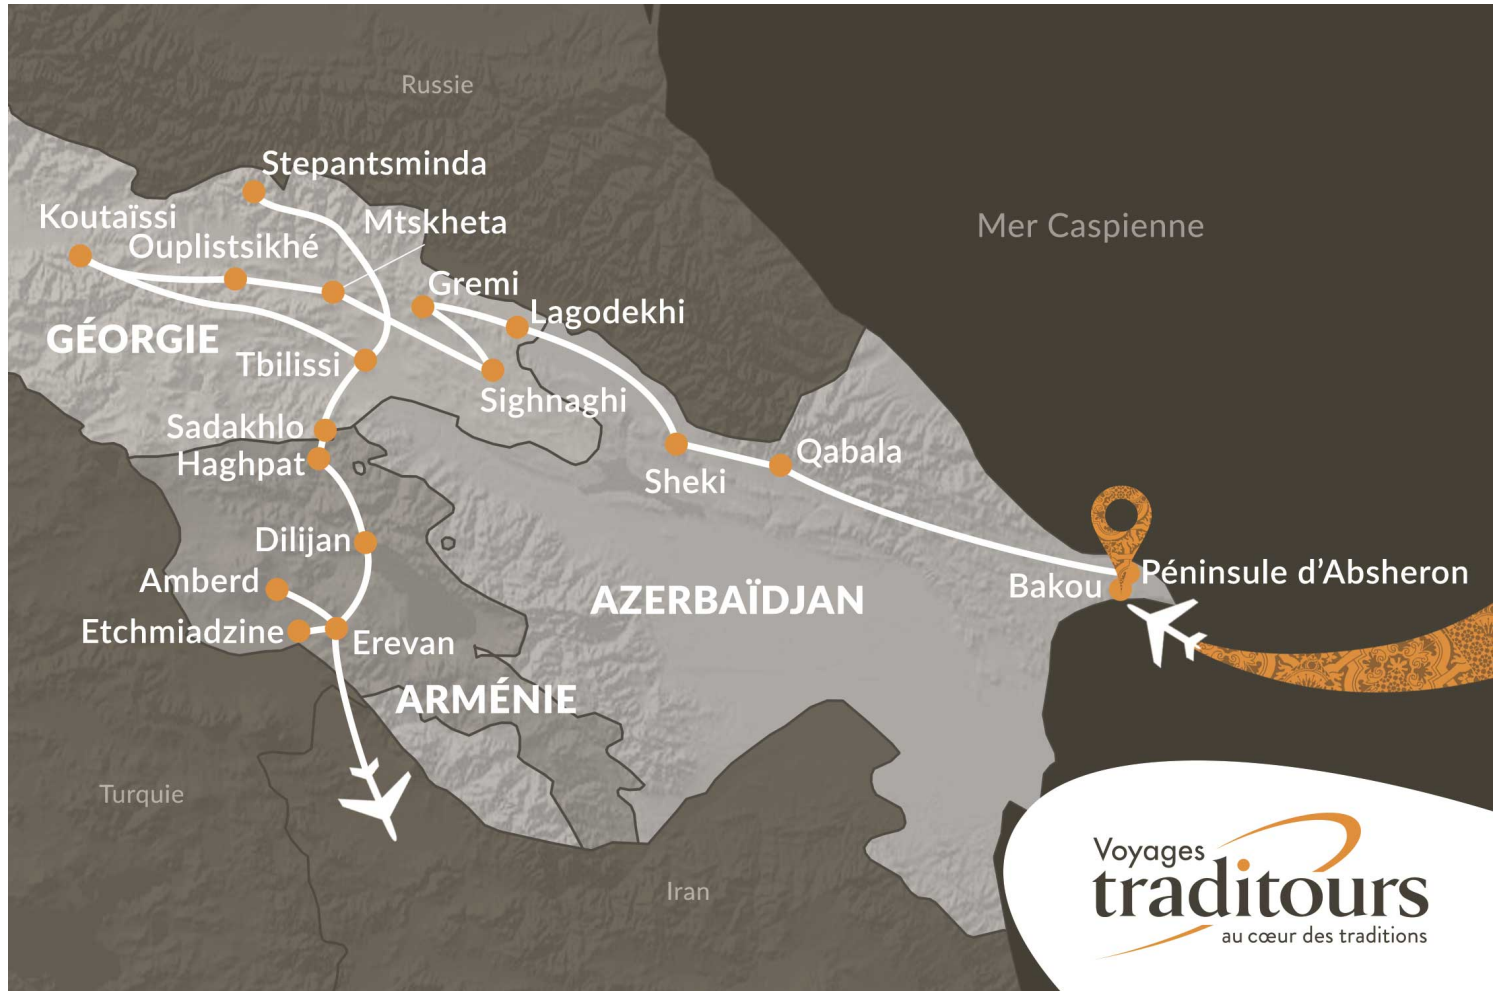 Russie
Stepantsminda
Koutaïssi
Mtskheta
Ouplistsikhé
Mer Caspienne
Gremi
Lagodekhi
GÉORGIE
Tbilissi
Sighnaghi
Sadakhlo
Haghpat
Qabala
Sheki
Dilijan
Amberd
Péninsule d’Absheron
Bakou
AZERBAÏDJAN
Etchmiadzine
Erevan
ARMÉNIE
Turquie
Iran
Voyages
traditours
au cœur des traditions